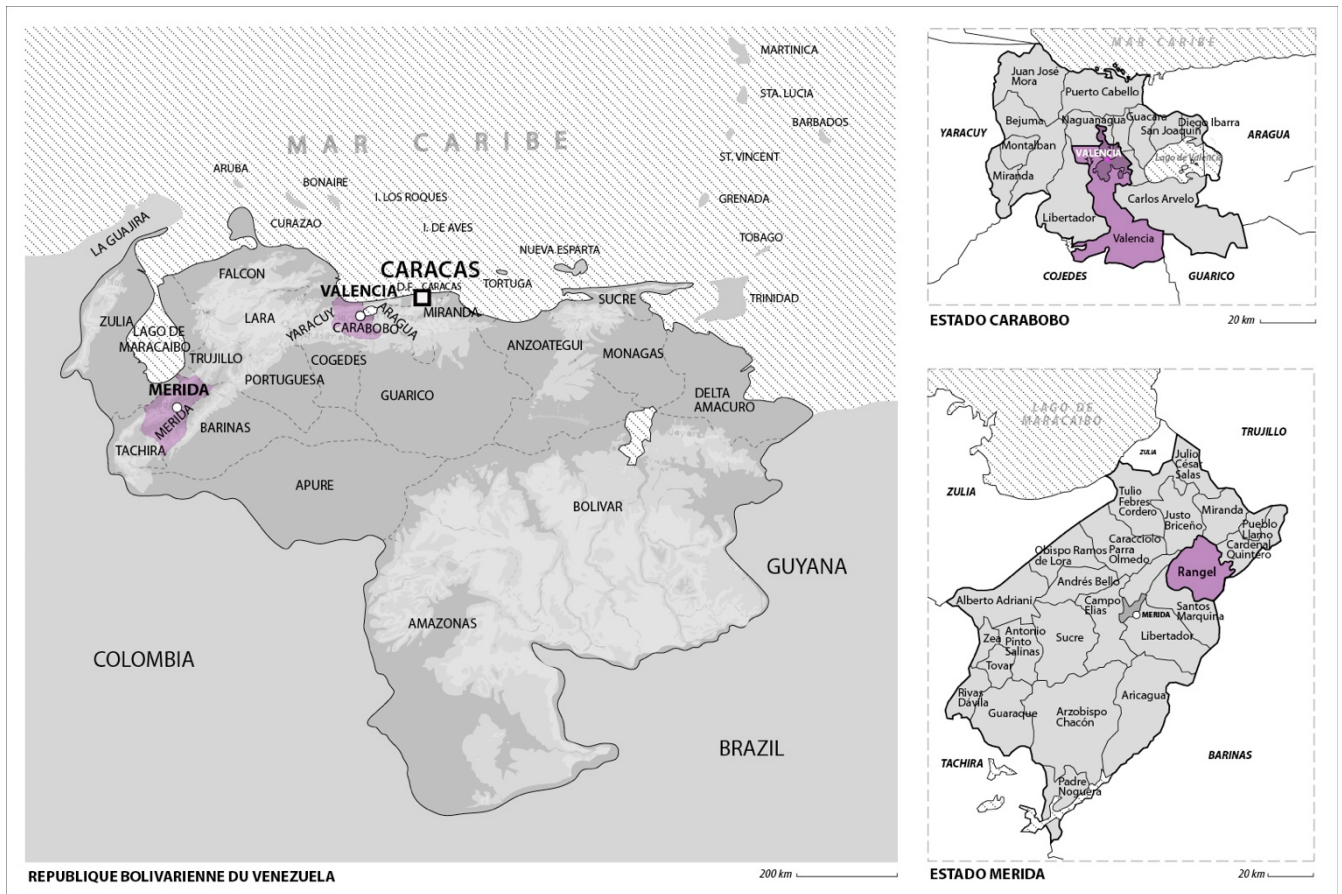 MARTINICA
STA. LUCIA
BARBADOS
MAR CARIBE
ST. VINCENT
ARUBA
BONAIRE
I. LOS ROQUES
GRENADA
LA GUAJIRA
CURAZAO
I. DE AVES
TOBAGO
NUEVA ESPARTA
FALCON
CARACAS
VALENCIA
D.F. CARACAS
TORTUGA
SUCRE
TRINIDAD
ZULIA
LAGO DE
MARACAIBO
LARA
YARACUY
CARABOBO
ARAGUA
MIRANDA
TRUJILLO
COGEDES
ANZOATEGUI
MONAGAS
MERIDA
PORTUGUESA
GUARICO
DELTA
AMACURO
MERIDA
BARINAS
TACHIRA
APURE
BOLIVAR
GUYANA
AMAZONAS
COLOMBIA
BRAZIL
REPUBLIQUE BOLIVARIENNE DU VENEZUELA
200 km
MAR CARIBE
Juan José
Mora
Puerto Cabello
Bejuma
Naguanagua
Guacara
San Joaquin
Diego Ibarra
YARACUY
ARAGUA
Montalban
VALENCIA
Lago de Valencia
Miranda
Carlos Arvelo
Libertador
Valencia
COJEDES
GUARICO
ESTADO CARABOBO
20 km
LAGO DE
MARACAIBO
TRUJILLO
ZULIA
ZULIA
Julio
César
Salas
Tulio
Febres
Cordero
Justo
Briceño
Miranda
Pueblo
Llamo
Cardenal
Quintero
Caracciolo
Parra
Olmedo
Obispo Ramos
de Lora
Rangel
Andrés Bello
Alberto Adriani
Campo
Elias
MERIDA
Santos
Marquina
Zea
Antonio
Pinto
Salinas
Sucre
Libertador
Tovar
Rivas
Dávila
Guaraque
Arzobispo
Chacón
Aricagua
TACHIRA
BARINAS
Padre
Noguera
ESTADO MERIDA
20 km